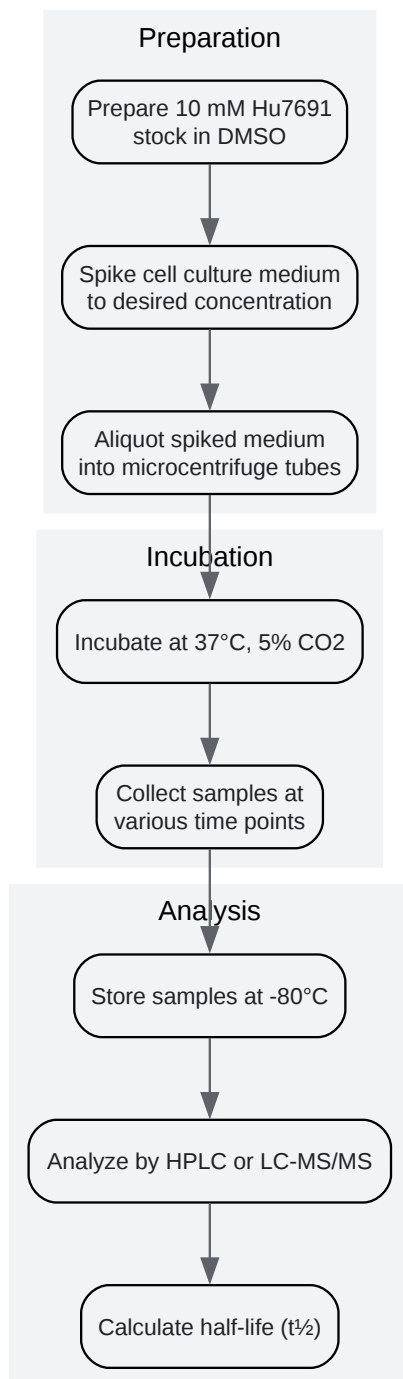 Preparation
Prepare 10 mM Hu7691
stock in DMSO
Spike cell culture medium
to desired concentration
Aliquot spiked medium
into microcentrifuge tubes
Incubation
Incubate at 37°C, 5% CO2
Collect samples at
various time points
Analysis
Store samples at -80°C
Analyze by HPLC or LC-MS/MS
Calculate half-life (t½)